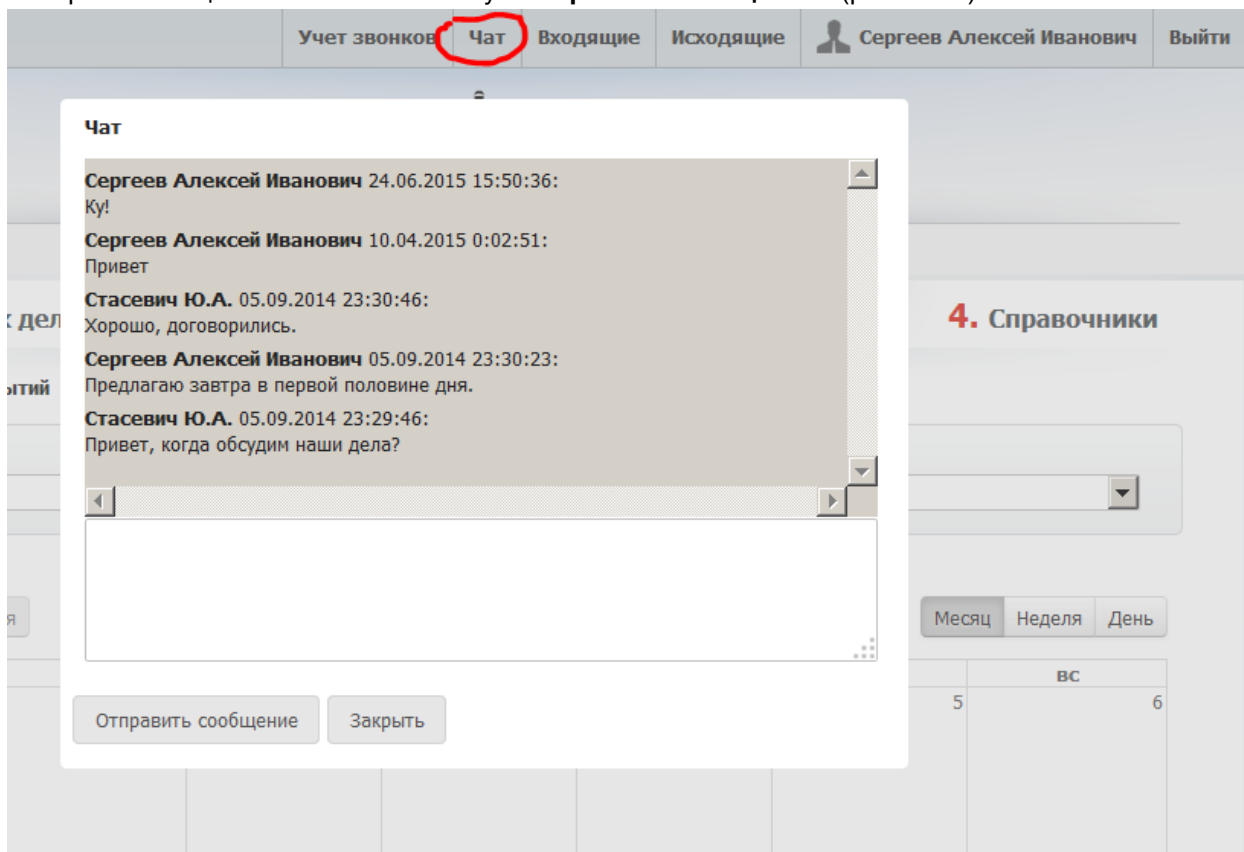 Учет звонков Чат Входящие Исходящие Сергеев Алексей Иванович Выйти
Чат
Сергеев Алексей Иванович 24.06.2015 15:50:36:
Ку!
Сергеев Алексей Иванович 10.04.2015 0:02:51:
Привет
Стасевич Ю.А. 05.09.2014 23:30:46:
Хорошо, договорились.
Сергеев Алексей Иванович 05.09.2014 23:30:23:
Предлагаю завтра в первой половине дня.
Стасевич Ю.А. 05.09.2014 23:29:46:
Привет, когда обсудим наши дела?
Отправить сообщение Закрыть
дел
4. Справочники
ытий
я
Месяц Неделя День
ВС
5 6